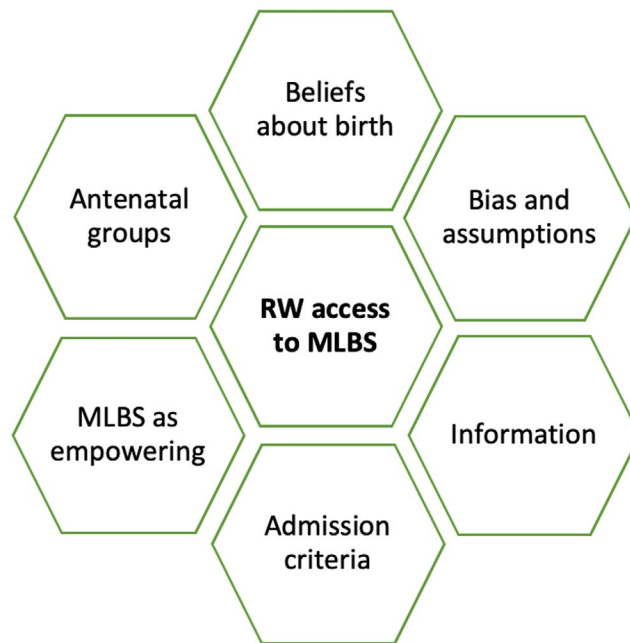 Beliefs
about birth
Antenatal
groups
Bias and
assumptions
RW access
to MLBS
MLBS as
empowering
Information
Admission
criteria